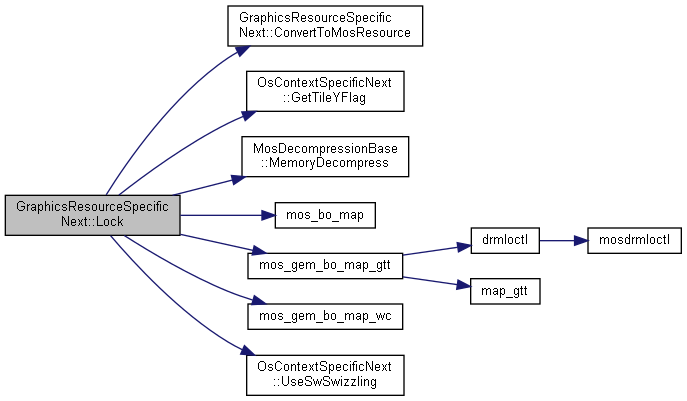 GraphicsResourceSpecific
Next::ConvertToMosResource
OsContextSpecificNext
::GetTileYFlag
MosDecompressionBase
::MemoryDecompress
GraphicsResourceSpecific
Next::Lock
mos_bo_map
drmIoctl
mosdrmIoctl
mos_gem_bo_map_gtt
map_gtt
mos_gem_bo_map_wc
OsContextSpecificNext
::UseSwSwizzling